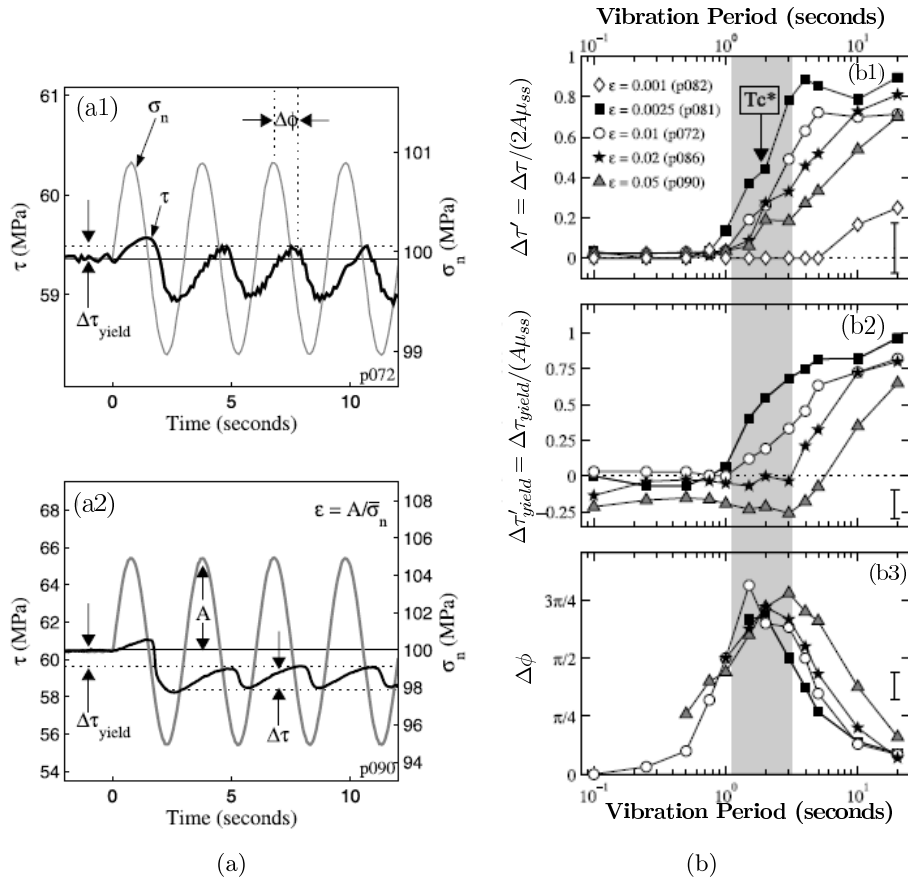 (a1)
σn
τ
Δϕ
Δτyield
p072
61
60
59
τ (MPa)
101
100
99
σn (MPa)
0 5 10
Time (seconds)
(a2)
ε = A/σ̅n
A
Δτyield
Δτ
p090
68
66
64
62
60
58
56
54
τ (MPa)
108
106
104
102
100
98
96
94
σn (MPa)
0 5 10
Time (seconds)
(a)
Vibration Period (seconds)
10⁻¹ 10⁰ 10¹
(b1)
ε = 0.001 (p082)
ε = 0.0025 (p081)
ε = 0.01 (p072)
ε = 0.02 (p086)
ε = 0.05 (p090)
Tc*
1
0.8
0.6
0.4
0.2
0
Δτ′ = Δτ/(2Aμss)
(b2)
1
0.75
0.5
0.25
0
-0.25
Δτ′yield = Δτyield/(Aμss)
(b3)
3π/4
π/2
π/4
0
Δϕ
10⁻¹ 10⁰ 10¹
Vibration Period (seconds)
(b)